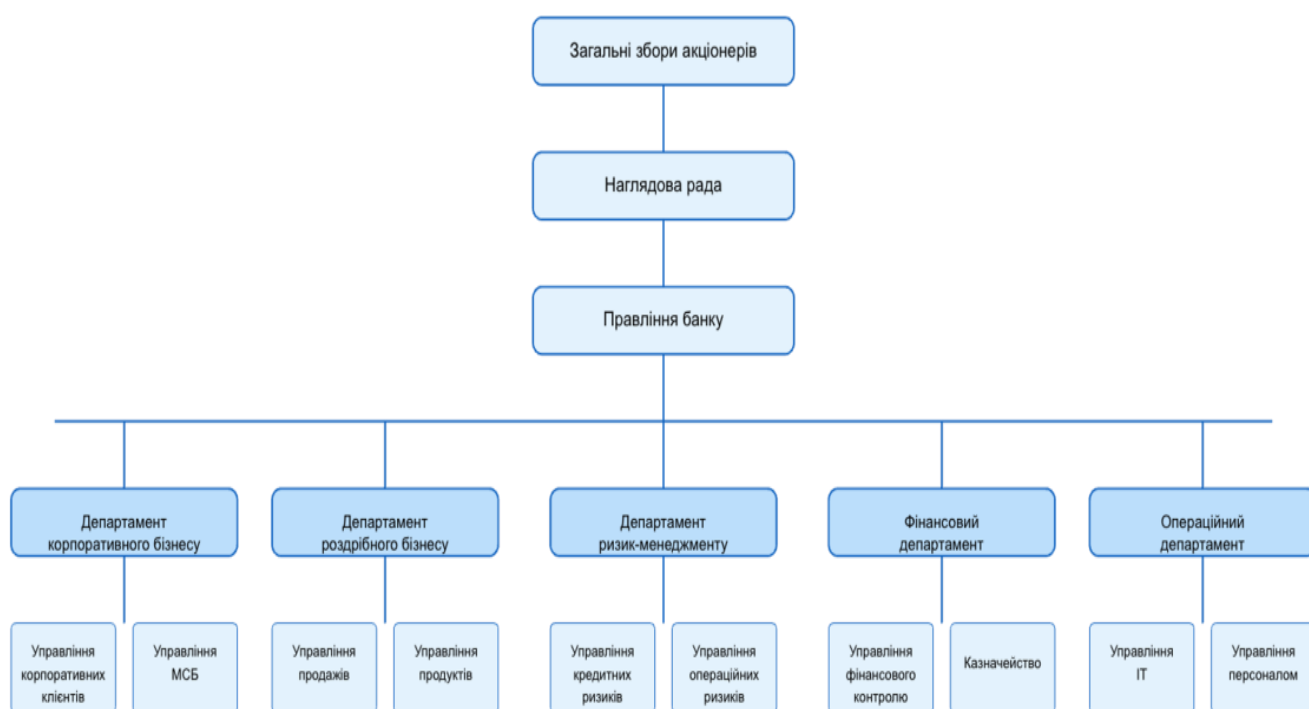 Загальні збори акціонерів
Наглядова рада
Правління банку
Департамент
корпоративного бізнесу
Департамент
роздрібного бізнесу
Департамент
ризик-менеджменту
Фінансовий
департамент
Операційний
департамент
Управління
корпоративних
клієнтів
Управління
МСБ
Управління
продажів
Управління
продуктів
Управління
кредитних
ризиків
Управління
операційних
ризиків
Управління
фінансового
контролю
Казначейство
Управління
ІТ
Управління
персоналом